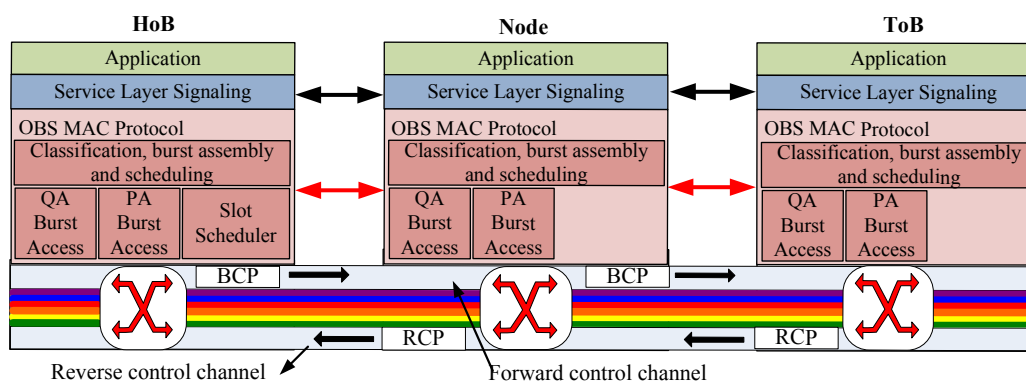 HoB
Node
ToB
Application
Application
Application
Service Layer Signaling
Service Layer Signaling
Service Layer Signaling
OBS MAC Protocol
OBS MAC Protocol
OBS MAC Protocol
Classification, burst assembly
and scheduling
Classification, burst assembly
and scheduling
Classification, burst assembly
and scheduling
QA
Burst
Access
PA
Burst
Access
Slot
Scheduler
QA
Burst
Access
PA
Burst
Access
QA
Burst
Access
PA
Burst
Access
BCP
BCP
RCP
RCP
Reverse control channel
Forward control channel